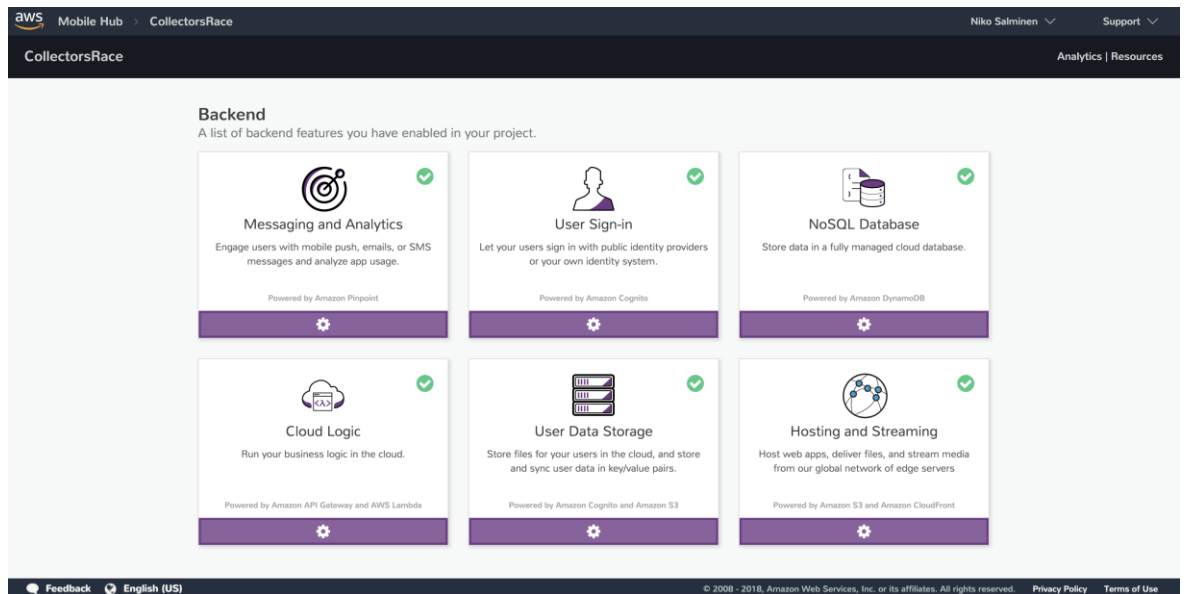 aws Mobile Hub > CollectorsRace Niko Salminen Support
CollectorsRace Analytics | Resources
Backend
A list of backend features you have enabled in your project.
Messaging and Analytics
Engage users with mobile push, emails, or SMS
messages and analyze app usage.
Powered by Amazon Pinpoint
User Sign-in
Let your users sign in with public identity providers
or your own identity system.
Powered by Amazon Cognito
NoSQL Database
Store data in a fully managed cloud database.
Powered by Amazon DynamoDB
Cloud Logic
Run your business logic in the cloud.
Powered by Amazon API Gateway and AWS Lambda
User Data Storage
Store files for your users in the cloud, and store
and sync user data in key/value pairs.
Powered by Amazon Cognito and Amazon S3
Hosting and Streaming
Host web apps, deliver files, and stream media
from our global network of edge servers
Powered by Amazon S3 and Amazon CloudFront
Feedback English (US) © 2008 - 2018, Amazon Web Services, Inc. or its affiliates. All rights reserved. Privacy Policy Terms of Use